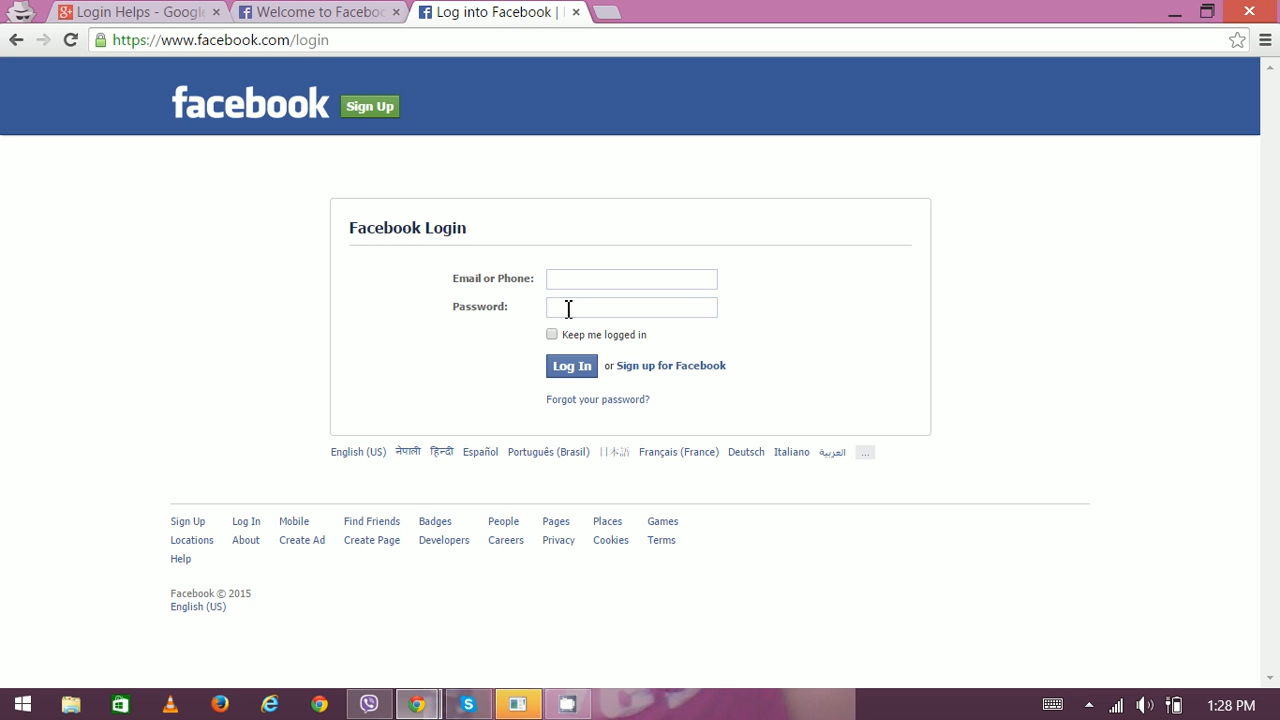 Login Helps - Google
Welcome to Faceboo
Log into Facebook |
https://www.facebook.com/login
facebook Sign Up
Facebook Login
Email or Phone:
Password:
Keep me logged in
Log In or Sign up for Facebook
Forgot your password?
English (US) नेपाली हिन्दी Español Português (Brasil) 日本語 Français (France) Deutsch Italiano العربية ...
Sign Up Log In Mobile Find Friends Badges People Pages Places Games
Locations About Create Ad Create Page Developers Careers Privacy Cookies Terms
Help
Facebook © 2015
English (US)
1:28 PM